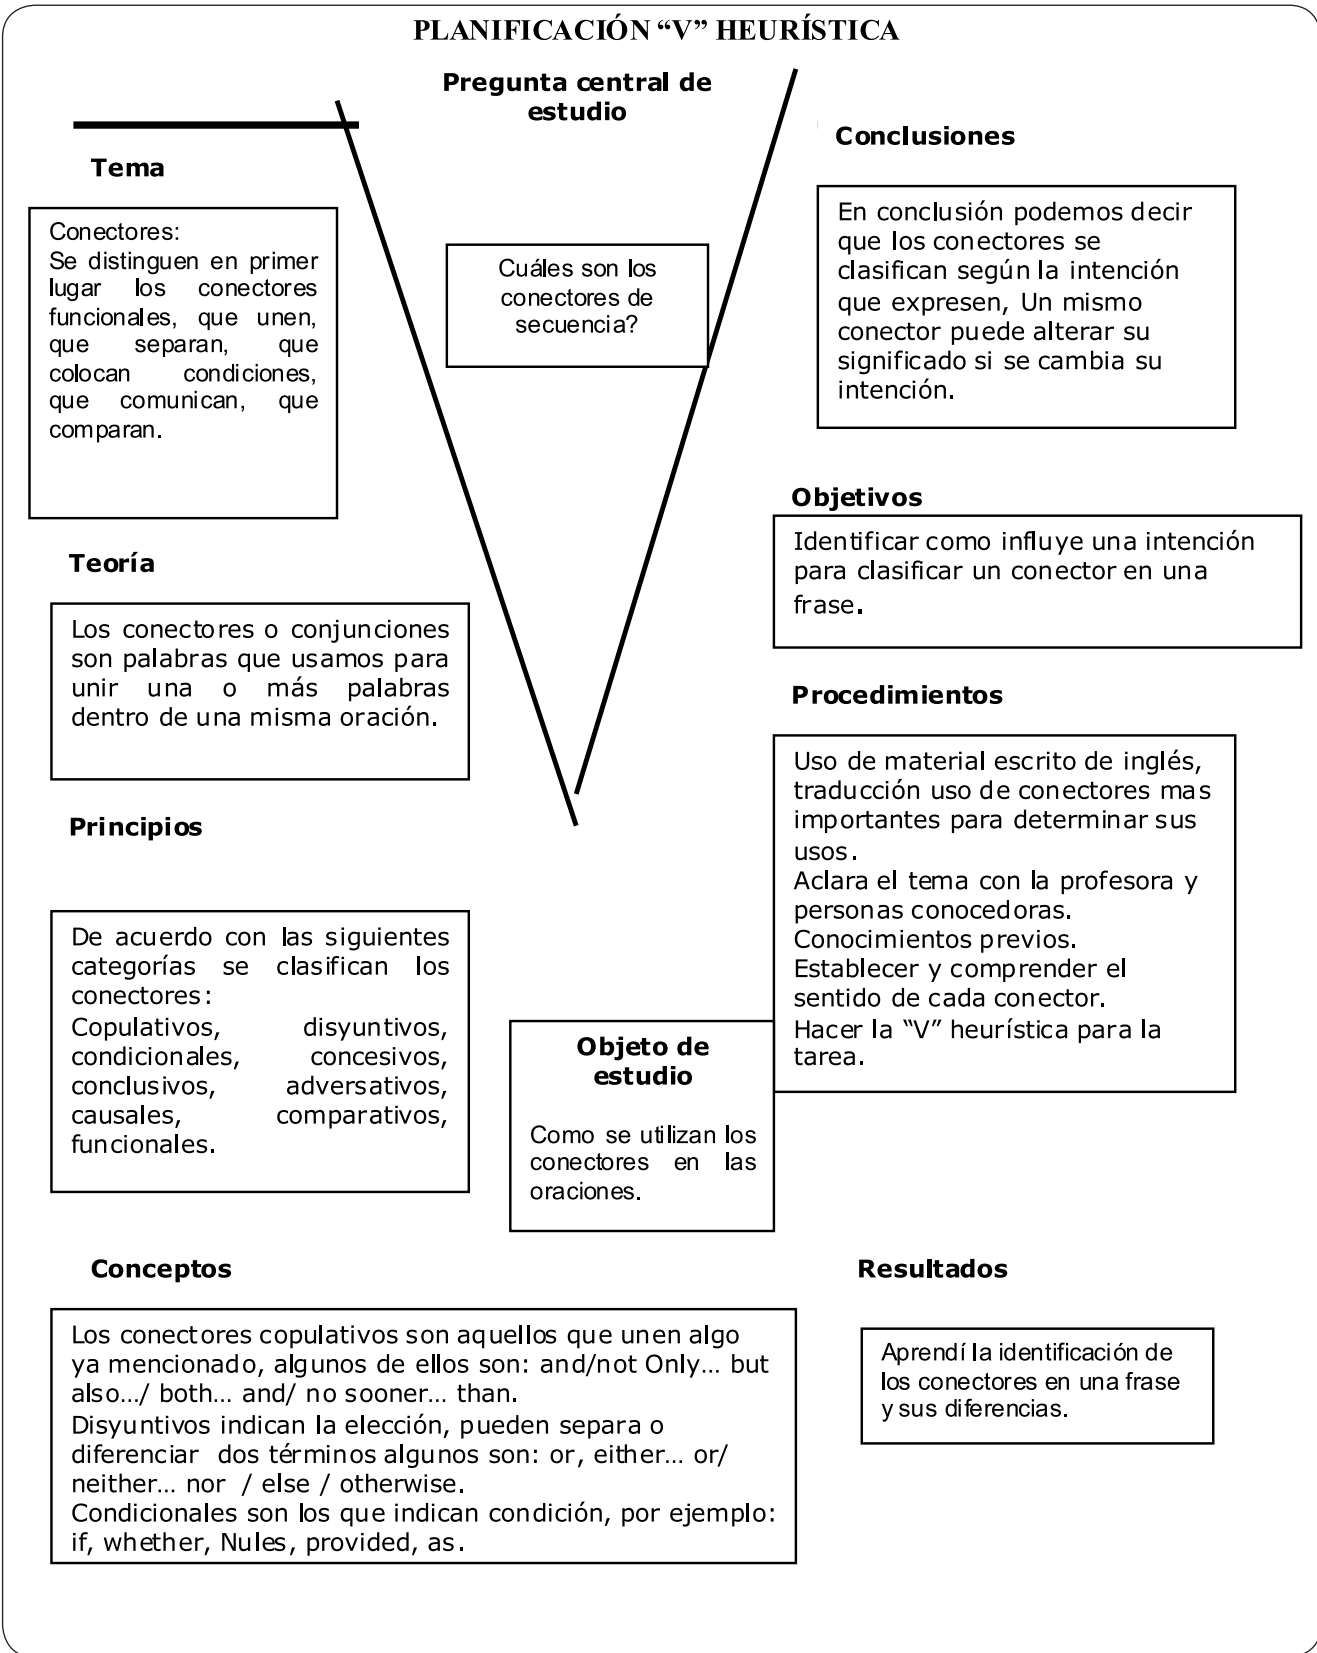 PLANIFICACIÓN “V” HEURÍSTICA
Pregunta central de
estudio
Cuáles son los
conectores de
secuencia?
Tema
Conectores:
Se distinguen en primer
lugar los conectores
funcionales, que unen,
que separan, que
colocan condiciones,
que comunican, que
comparan.
Teoría
Los conectores o conjunciones
son palabras que usamos para
unir una o más palabras
dentro de una misma oración.
Principios
De acuerdo con las siguientes
categorías se clasifican los
conectores:
Copulativos, disyuntivos,
condicionales, concesivos,
conclusivos, adversativos,
causales, comparativos,
funcionales.
Conceptos
Los conectores copulativos son aquellos que unen algo
ya mencionado, algunos de ellos son: and/not Only… but
also…/ both… and/ no sooner… than.
Disyuntivos indican la elección, pueden separa o
diferenciar dos términos algunos son: or, either… or/
neither… nor / else / otherwise.
Condicionales son los que indican condición, por ejemplo:
if, whether, Nules, provided, as.
Objeto de
estudio
Como se utilizan los
conectores en las
oraciones.
Conclusiones
En conclusión podemos decir
que los conectores se
clasifican según la intención
que expresen, Un mismo
conector puede alterar su
significado si se cambia su
intención.
Objetivos
Identificar como influye una intención
para clasificar un conector en una
frase.
Procedimientos
Uso de material escrito de inglés,
traducción uso de conectores mas
importantes para determinar sus
usos.
Aclara el tema con la profesora y
personas conocedoras.
Conocimientos previos.
Establecer y comprender el
sentido de cada conector.
Hacer la “V” heurística para la
tarea.
Resultados
Aprendí la identificación de
los conectores en una frase
y sus diferencias.